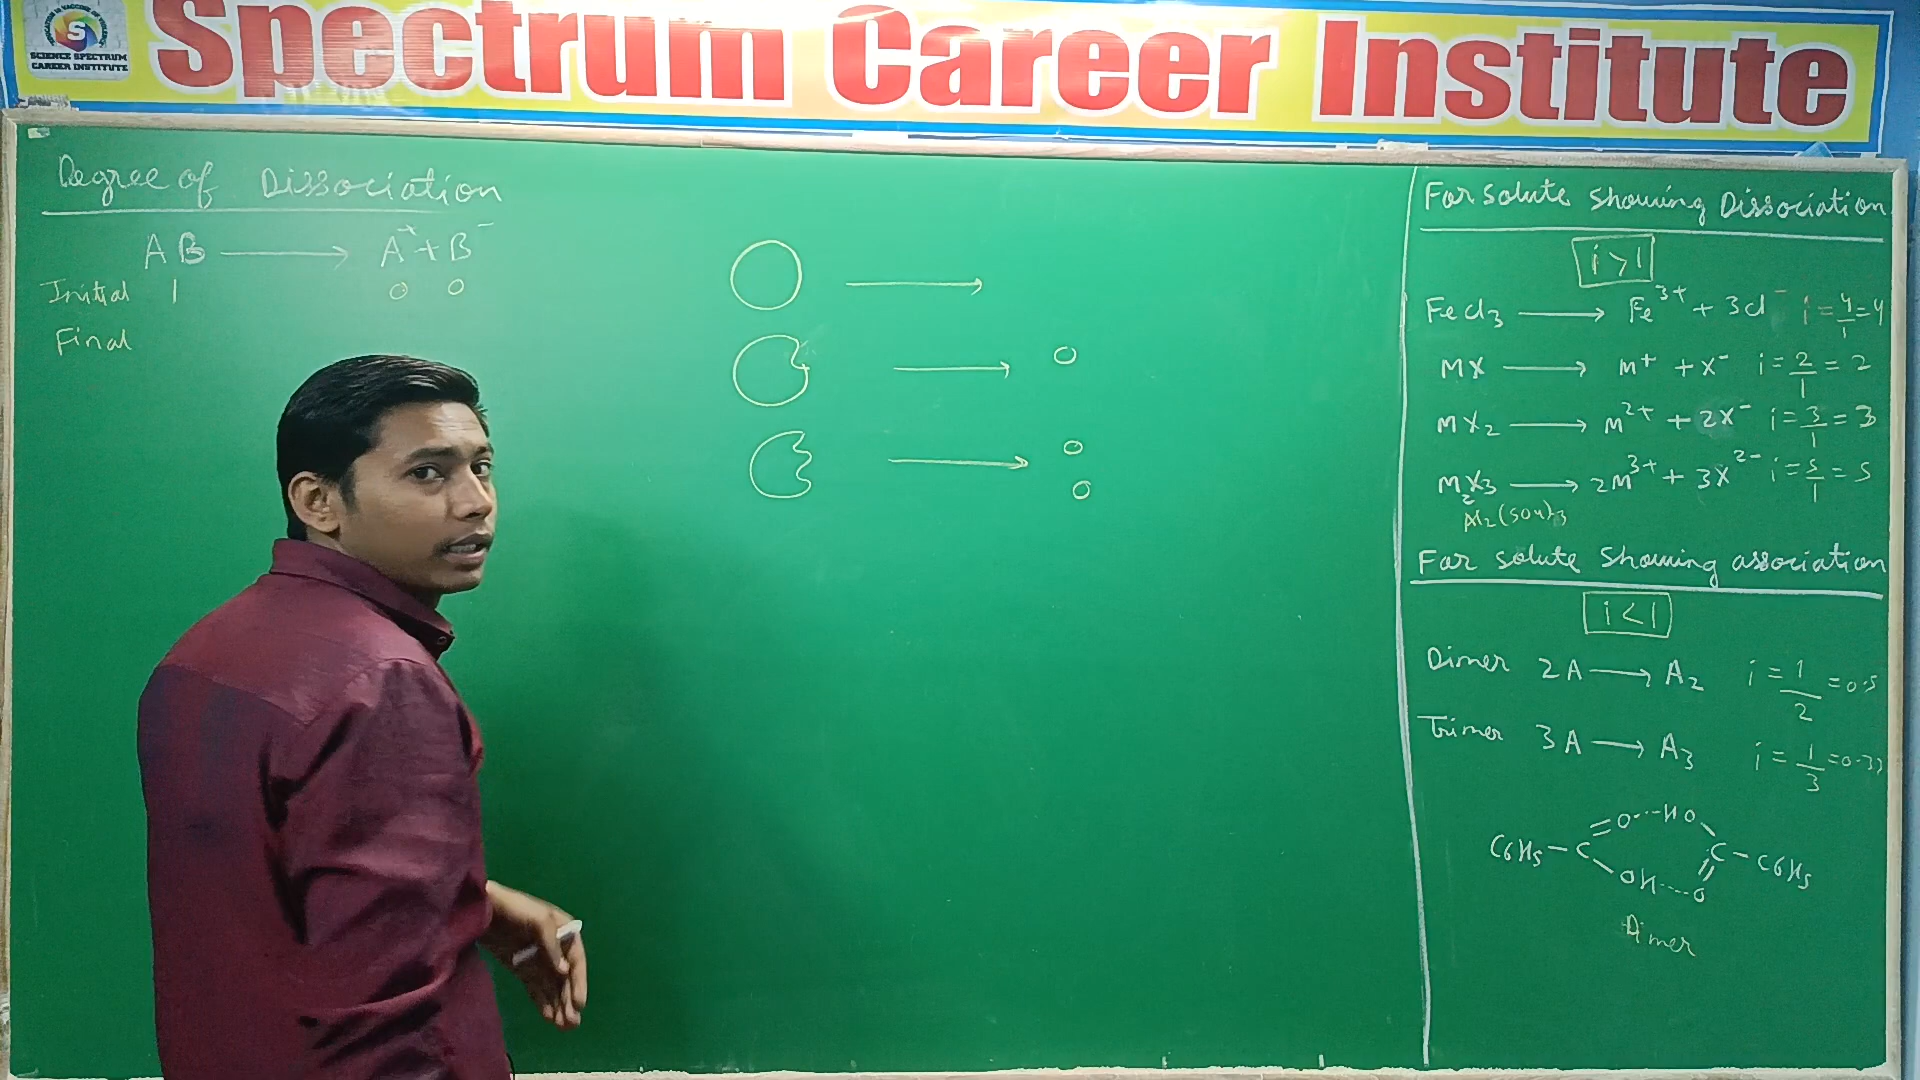 Spectrum Career Institute
S
SCIENCE SPECTRUM
CAREER INSTITUTE
Degree of Dissociation
AB ⟶ A⁺ + B⁻
Initial 1 0 0
Final
For solute showing Dissociation
i > 1
FeCl₃ ⟶ Fe³⁺ + 3Cl⁻ i = 4/1 = 4
MX ⟶ M⁺ + X⁻ i = 2/1 = 2
MX₂ ⟶ M²⁺ + 2X⁻ i = 3/1 = 3
M₂X₃ ⟶ 2M³⁺ + 3X²⁻ i = 5/1 = 5
Al₂(SO₄)₃
For solute showing association
i < 1
Dimer 2A ⟶ A₂ i = 1/2 = 0.5
Trimer 3A ⟶ A₃ i = 1/3 = 0.33
O---HO
C₆H₅—C C—C₆H₅
OH----O
Dimer